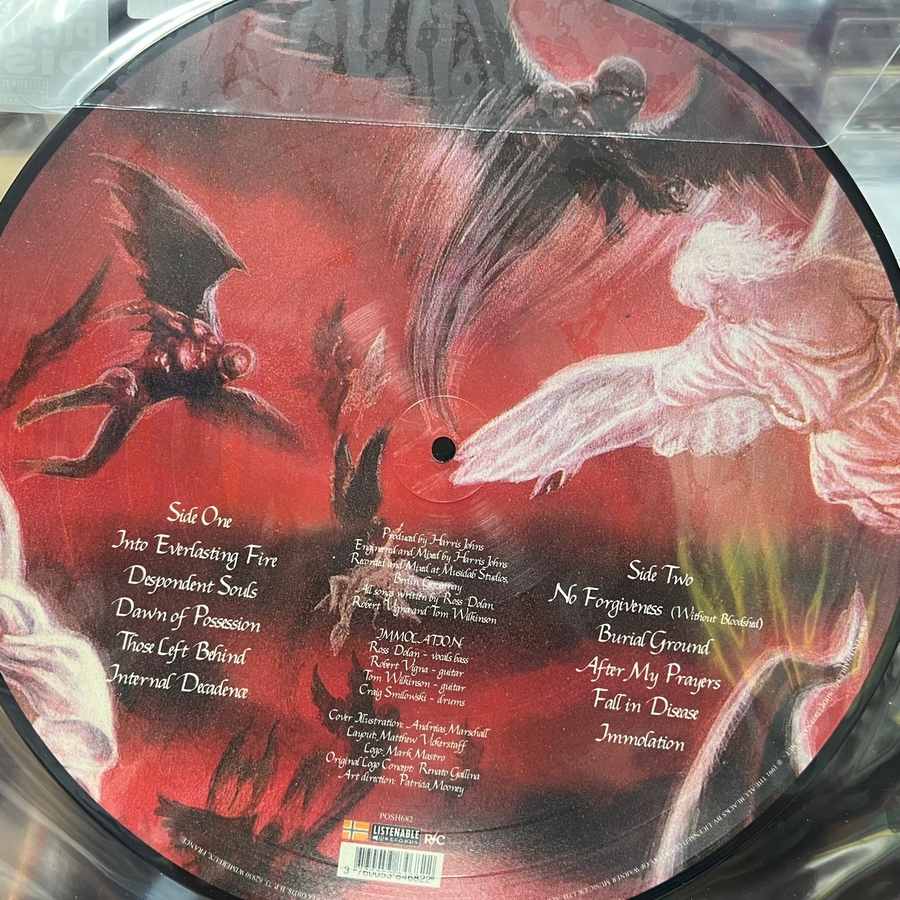 Side One
Into Everlasting Fire
Despondent Souls
Dawn of Possession
Those Left Behind
Internal Decadence
Produced by Harris Johns
Engineered and Mixed by Harris Johns
Recorded and Mixed at Musiclab Studios,
Berlin Germany
All songs written by Ross Dolan
Robert Vigna and Tom Wilkinson
IMMOLATION
Ross Dolan - vocals bass
Robert Vigna - guitar
Tom Wilkinson - guitar
Craig Smilowski - drums
Cover Illustration: Andreas Marschall
Layout: Matthew Vickerstaff
Logo: Mark Mastro
Original Logo Concept: Renato Gallina
Art direction: Patricia Mooney
Side Two
No Forgiveness (Without Bloodshed)
Burial Ground
After My Prayers
Fall in Disease
Immolation
POSH682
LISTENABLE
RECORDS
R/C
62930 WIMEREUX, FRANCE